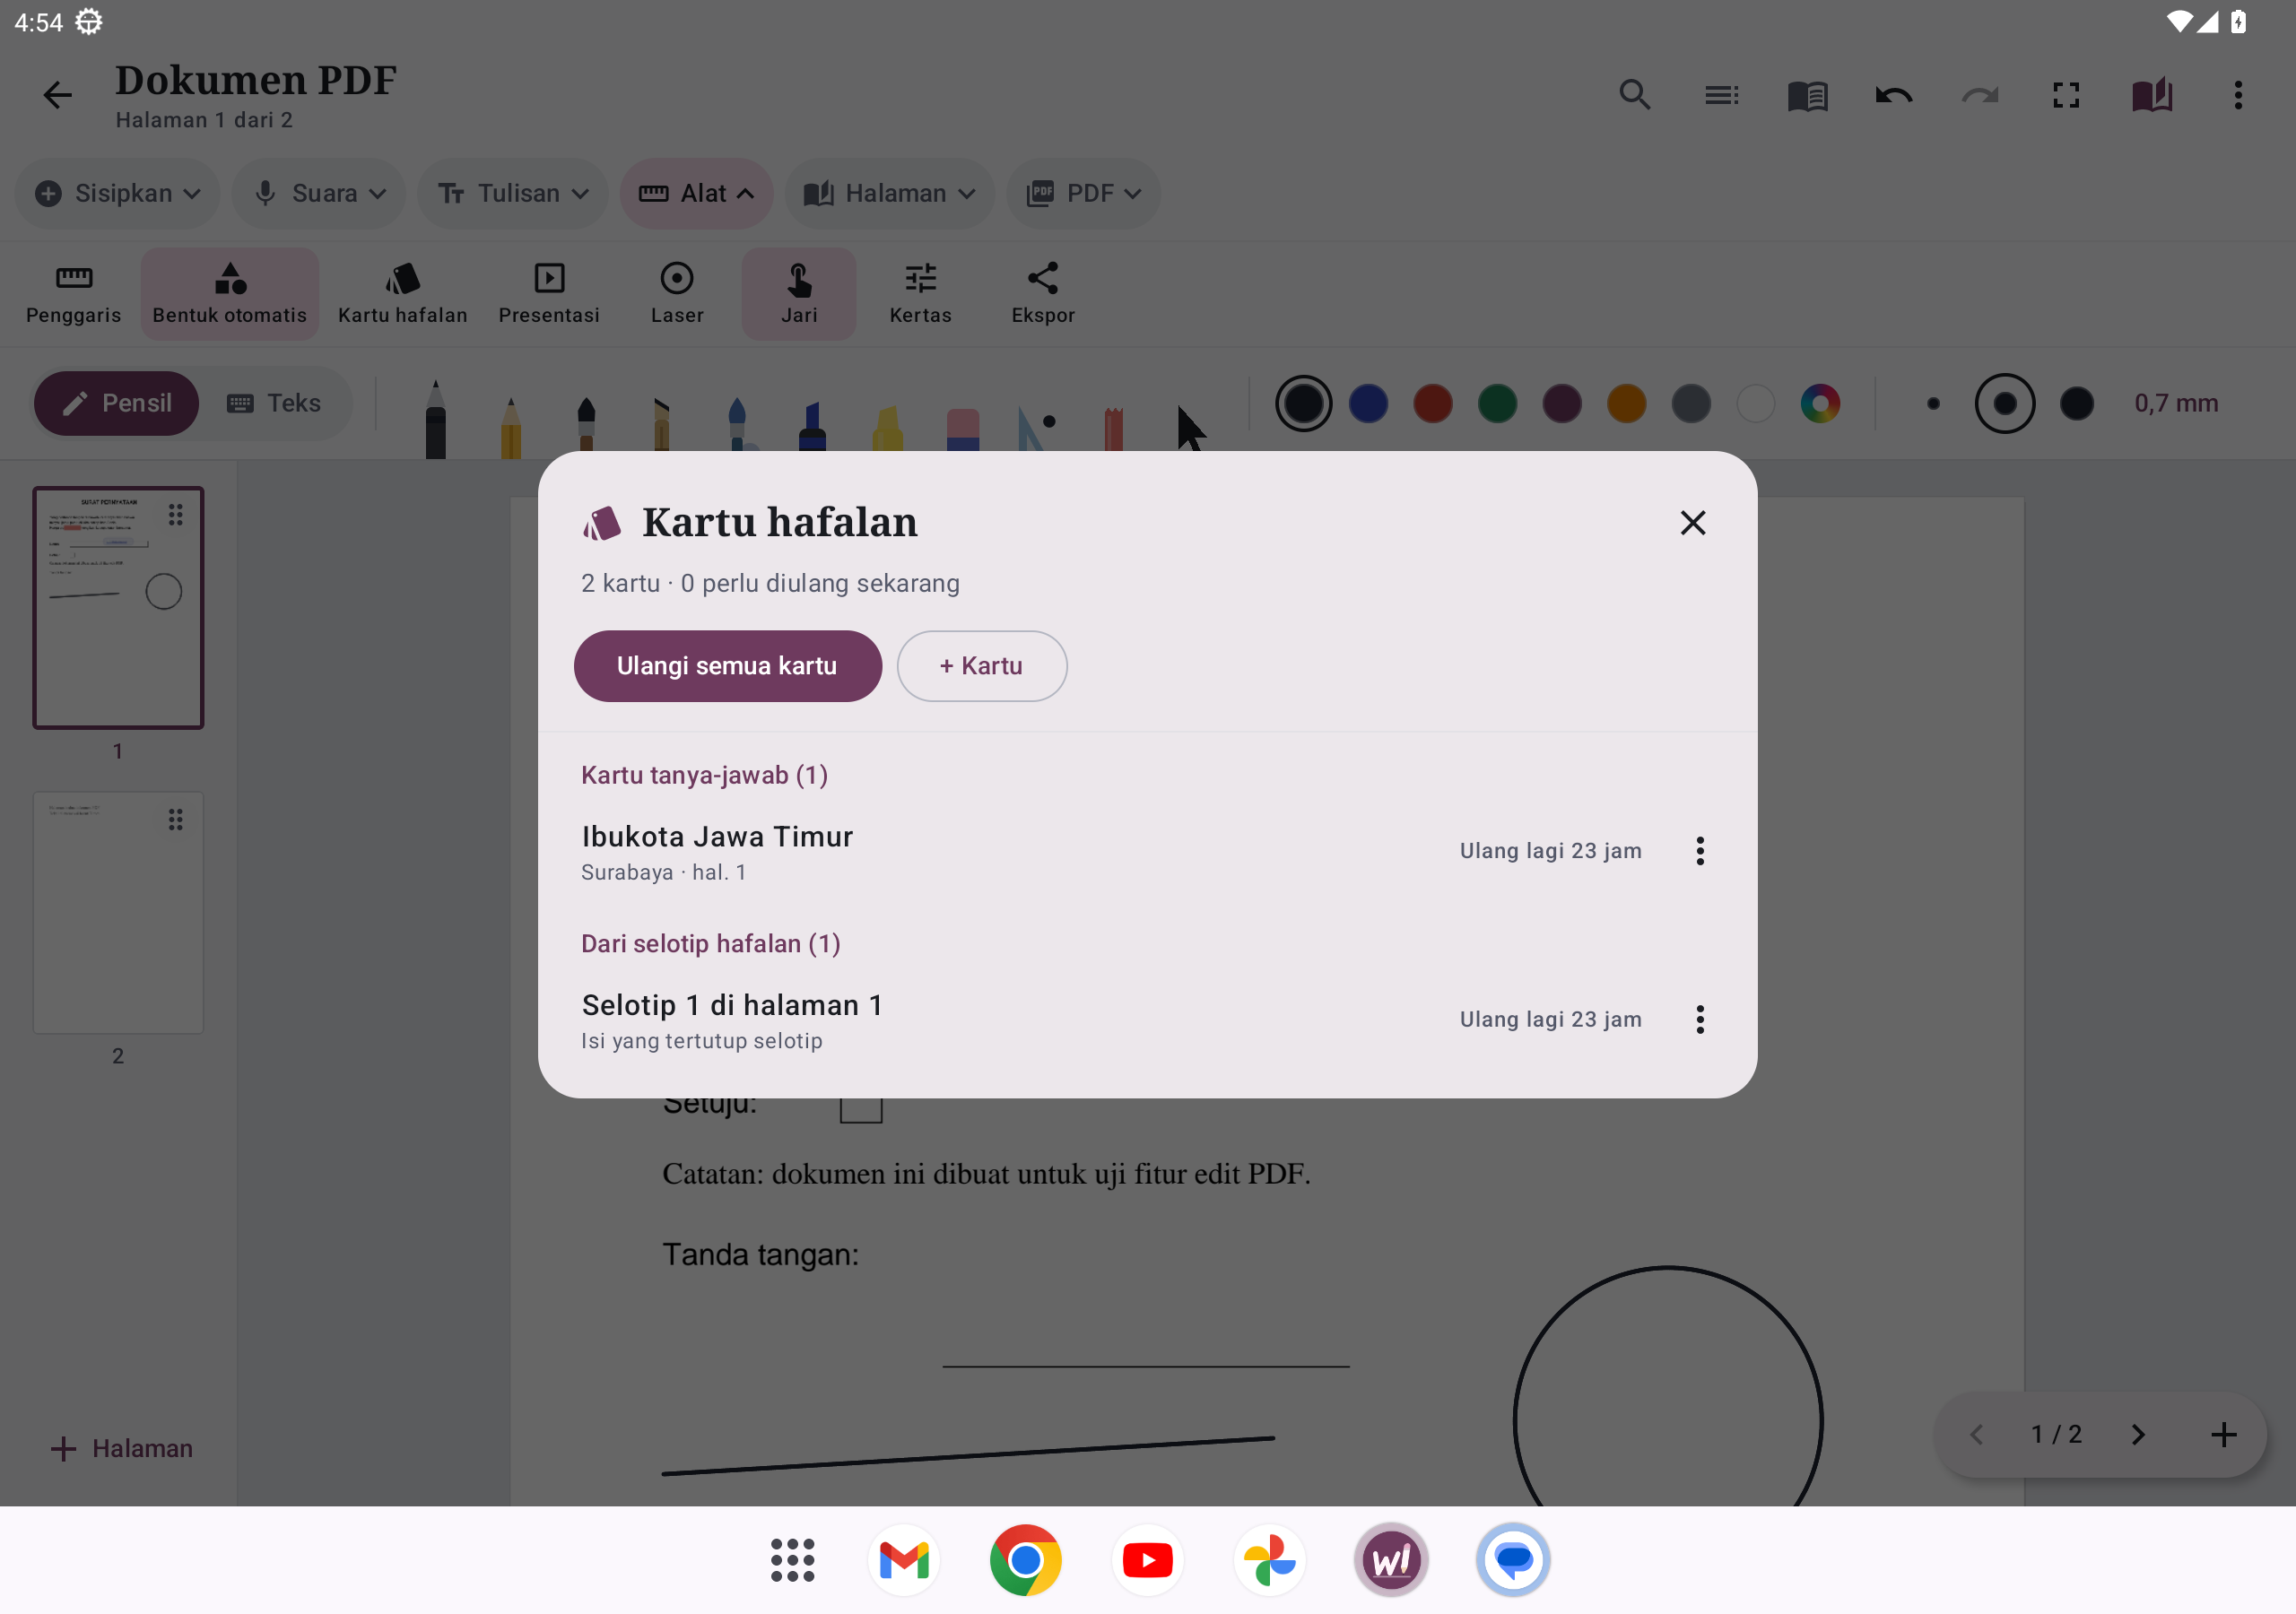 4:54
Dokumen PDF
Halaman 1 dari 2
Sisipkan
Suara
Tulisan
Alat
Halaman
PDF
Penggaris
Bentuk otomatis
Kartu hafalan
Presentasi
Laser
Jari
Kertas
Ekspor
Pensil
Teks
0,7 mm
SURAT PERNYATAAN
1
2
+ Halaman
Kartu hafalan
2 kartu · 0 perlu diulang sekarang
Ulangi semua kartu
+ Kartu
Kartu tanya-jawab (1)
Ibukota Jawa Timur
Surabaya · hal. 1
Ulang lagi 23 jam
Dari selotip hafalan (1)
Selotip 1 di halaman 1
Isi yang tertutup selotip
Ulang lagi 23 jam
Setuju:
Catatan: dokumen ini dibuat untuk uji fitur edit PDF.
Tanda tangan:
1 / 2